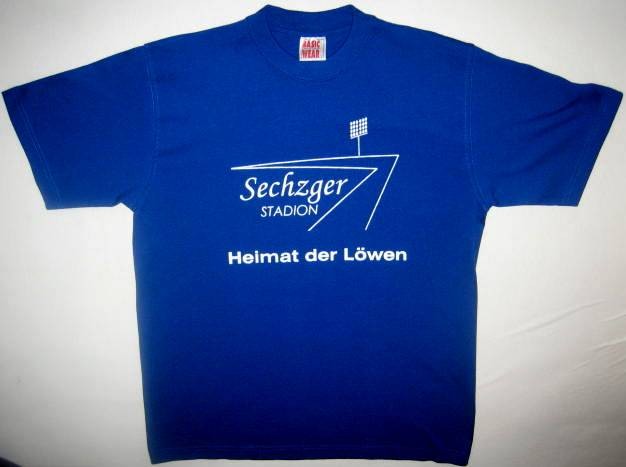 BASIC
WEAR
Sechzger
STADION
Heimat der Löwen